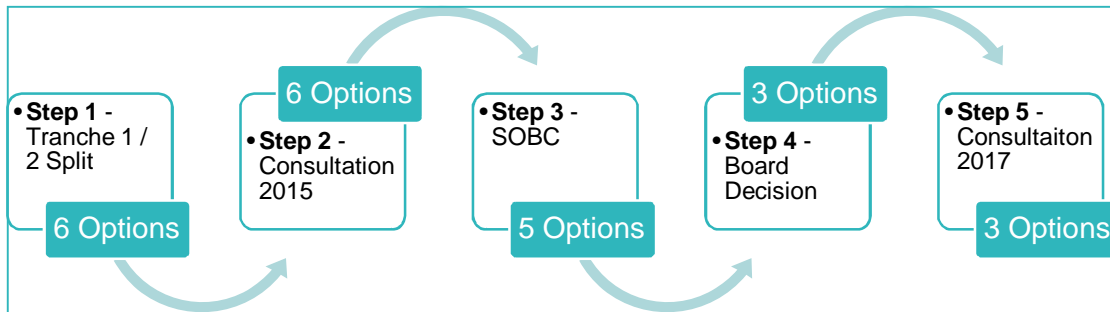 • Step 1 -
Tranche 1 /
2 Split
6 Options
6 Options
• Step 2 -
Consultation
2015
• Step 3 -
SOBC
5 Options
3 Options
• Step 4 -
Board
Decision
• Step 5 -
Consultaiton
2017
3 Options